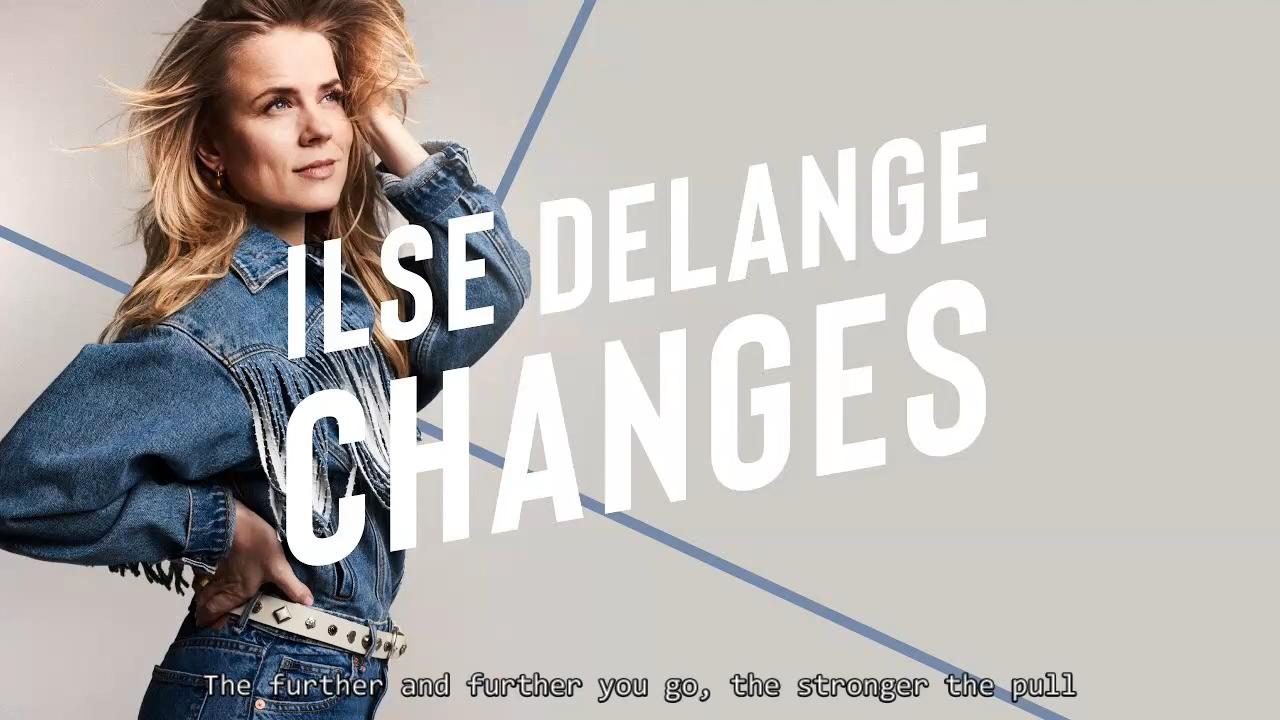 ILSE DELANGE
CHANGES
The further and further you go, the stronger the pull